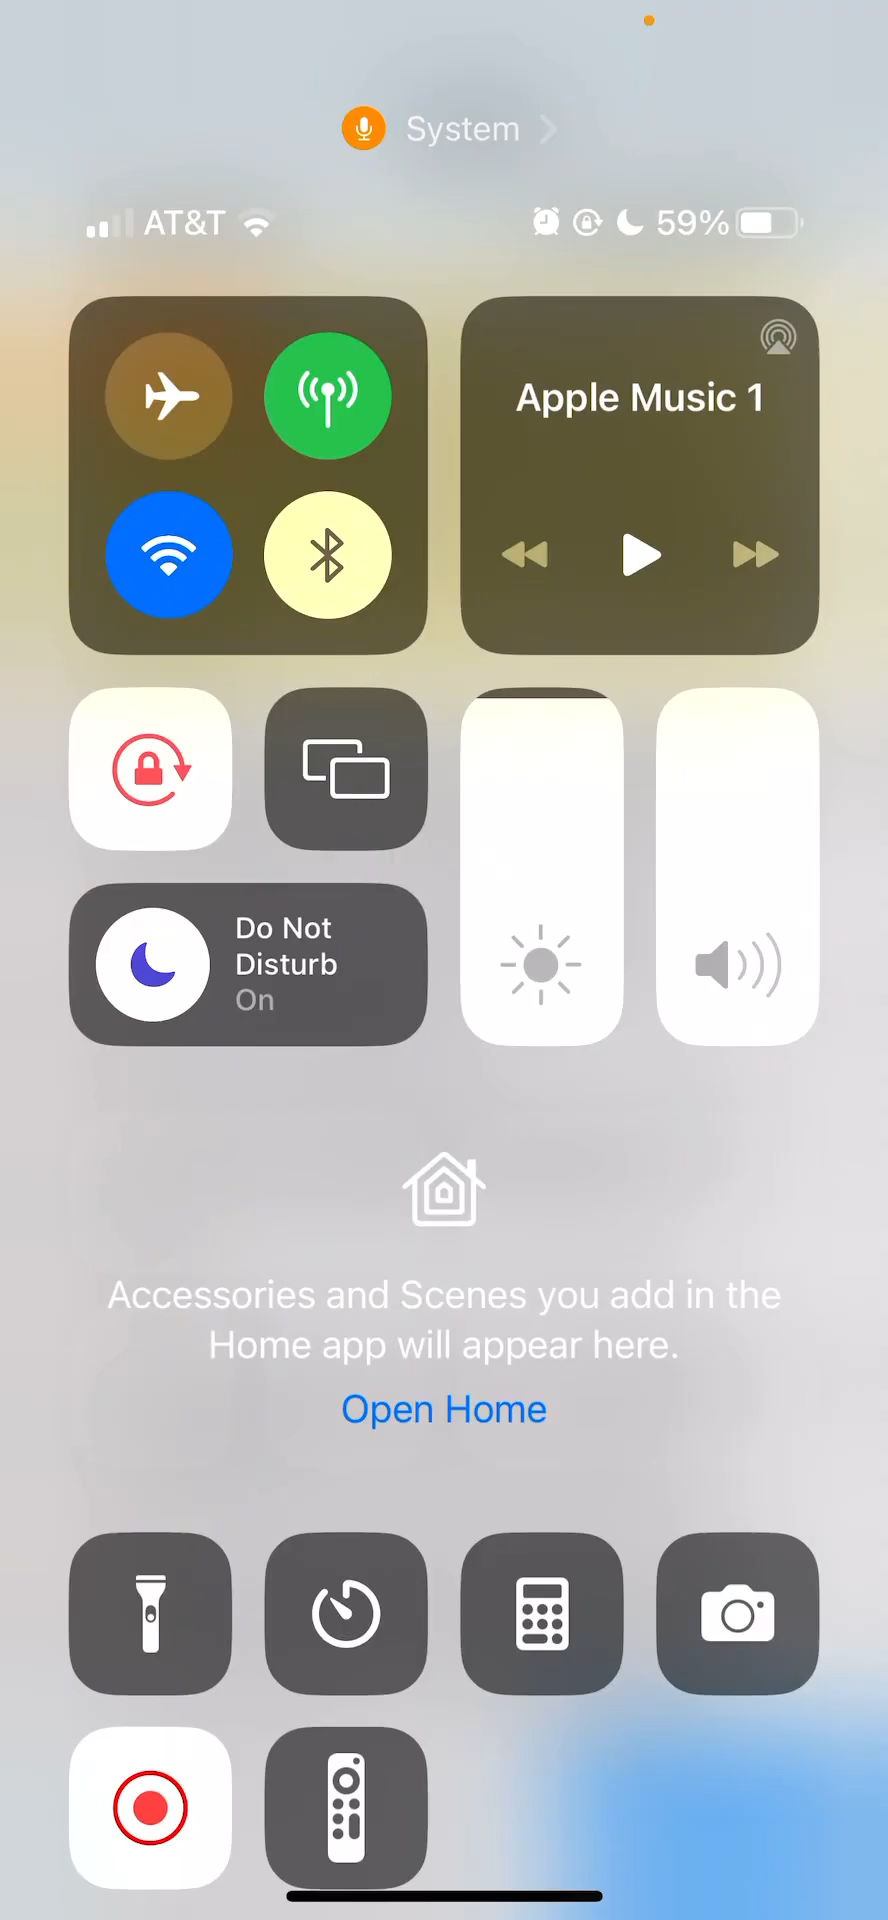 System
AT&T 59%
Apple Music 1
Do Not
Disturb
On
Accessories and Scenes you add in the
Home app will appear here.
Open Home